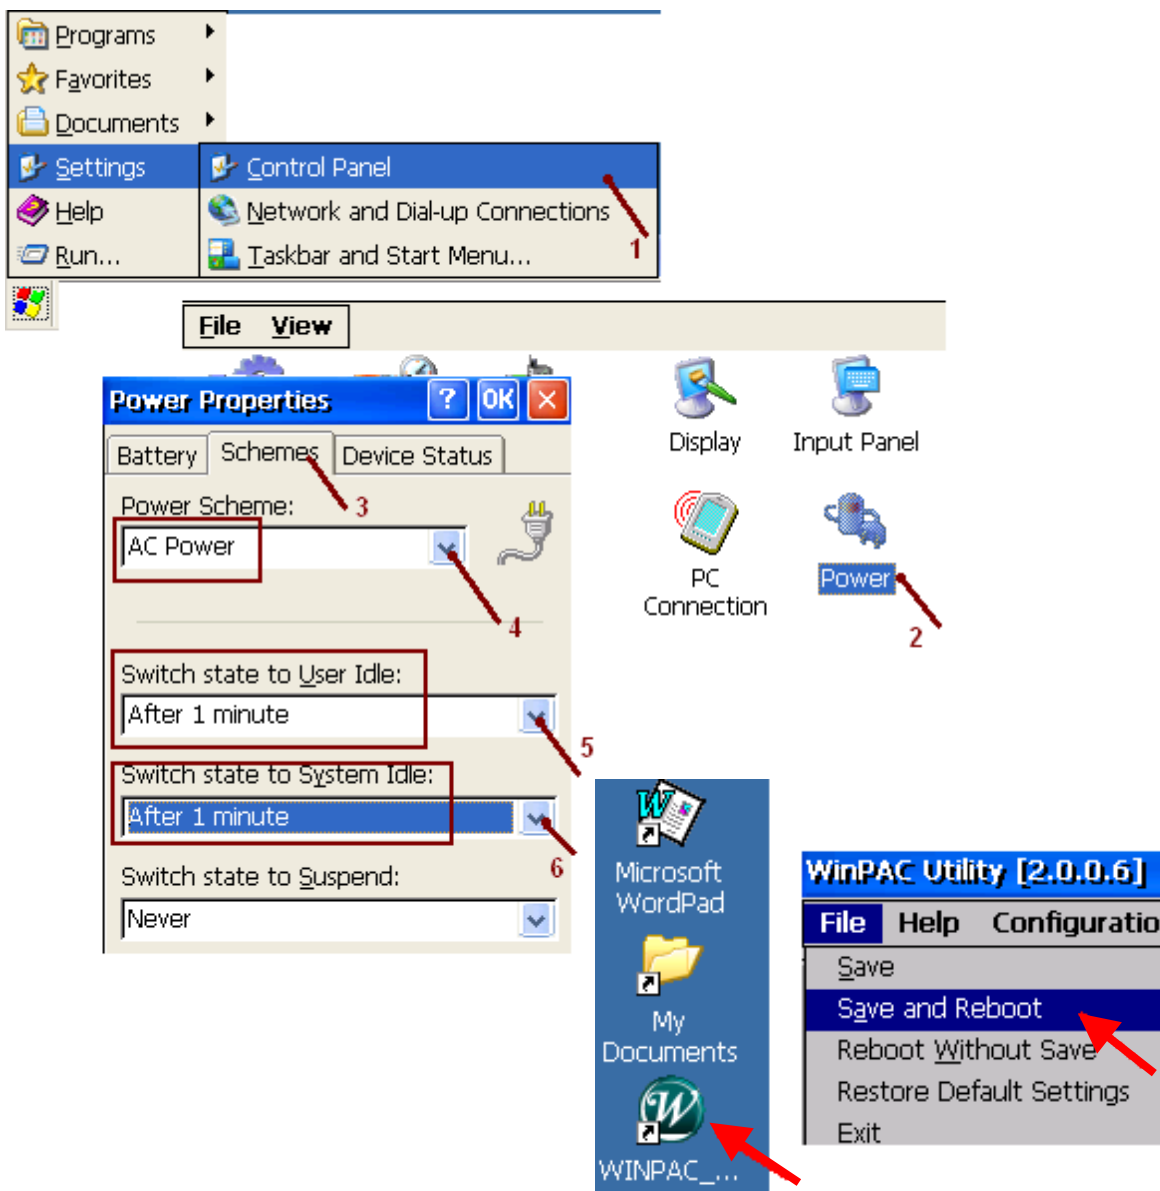 Programs
Favorites
Documents
Settings
Control Panel
Help
Network and Dial-up Connections
Run...
Taskbar and Start Menu...
1
File View
Power Properties ? OK
Battery Schemes Device Status
Display
Input Panel
Power Scheme:
3
AC Power
PC
Connection
Power
4
2
Switch state to User Idle:
After 1 minute
5
Switch state to System Idle:
After 1 minute
6
Switch state to Suspend:
Never
Microsoft
WordPad
My
Documents
WINPAC_...
WinPAC Utility [2.0.0.6]
File Help Configuratio
Save
Save and Reboot
Reboot Without Save
Restore Default Settings
Exit